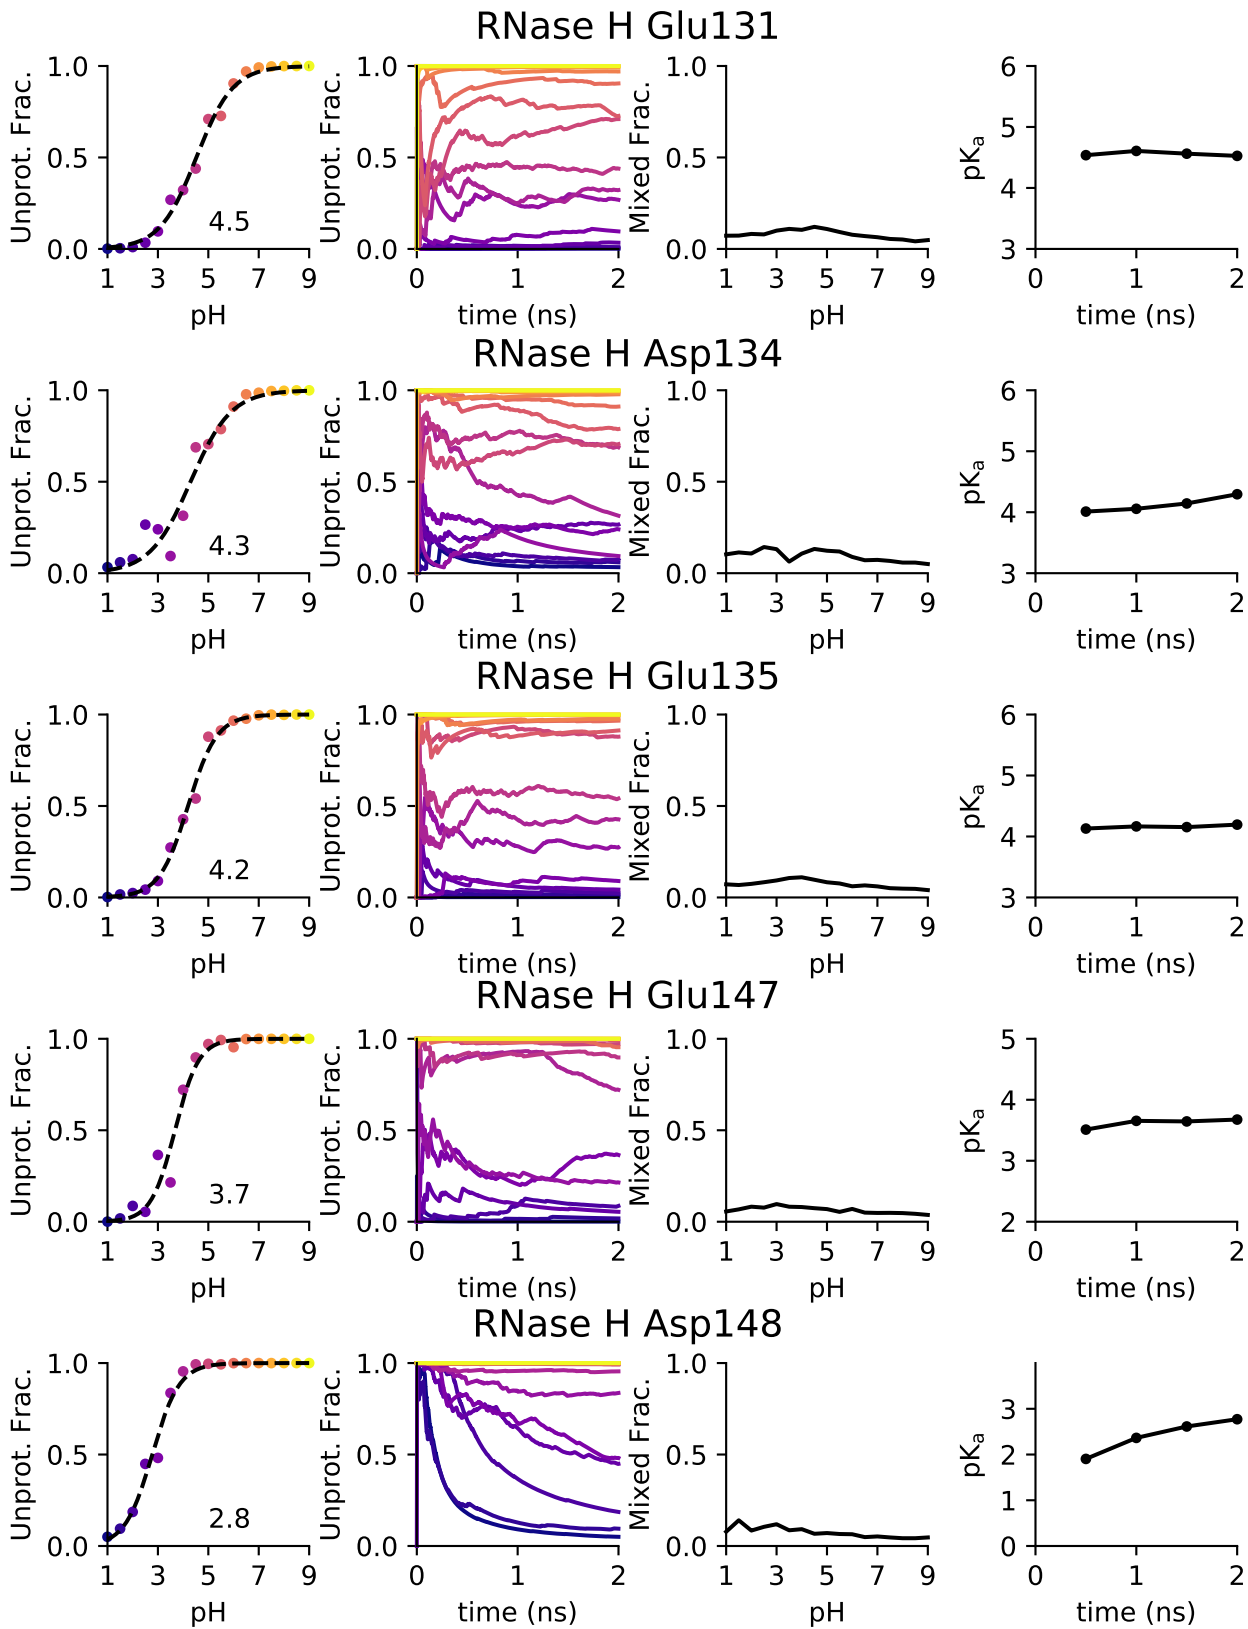 RNase H Glu131
Unprot. Frac. 1.0 0.5 0.0 4.5 1 3 5 7 9 pH
Unprot. Frac. 1.0 0.5 0.0 0 1 2 time (ns)
Mixed Frac. 1.0 0.5 0.0 1 3 5 7 9 pH
pKa 6 5 4 3 0 1 2 time (ns)
RNase H Asp134
Unprot. Frac. 1.0 0.5 0.0 4.3 1 3 5 7 9 pH
Unprot. Frac. 1.0 0.5 0.0 0 1 2 time (ns)
Mixed Frac. 1.0 0.5 0.0 1 3 5 7 9 pH
pKa 6 5 4 3 0 1 2 time (ns)
RNase H Glu135
Unprot. Frac. 1.0 0.5 0.0 4.2 1 3 5 7 9 pH
Unprot. Frac. 1.0 0.5 0.0 0 1 2 time (ns)
Mixed Frac. 1.0 0.5 0.0 1 3 5 7 9 pH
pKa 6 5 4 3 0 1 2 time (ns)
RNase H Glu147
Unprot. Frac. 1.0 0.5 0.0 3.7 1 3 5 7 9 pH
Unprot. Frac. 1.0 0.5 0.0 0 1 2 time (ns)
Mixed Frac. 1.0 0.5 0.0 1 3 5 7 9 pH
pKa 5 4 3 2 0 1 2 time (ns)
RNase H Asp148
Unprot. Frac. 1.0 0.5 0.0 2.8 1 3 5 7 9 pH
Unprot. Frac. 1.0 0.5 0.0 0 1 2 time (ns)
Mixed Frac. 1.0 0.5 0.0 1 3 5 7 9 pH
pKa 3 2 1 0 0 1 2 time (ns)